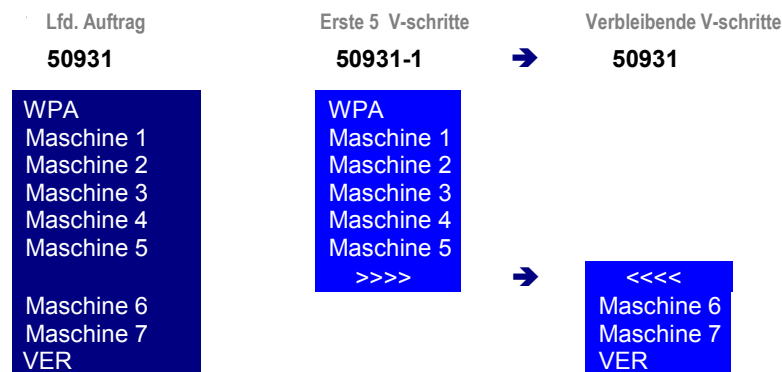 Lfd. Auftrag
50931
WPA
Maschine 1
Maschine 2
Maschine 3
Maschine 4
Maschine 5
Maschine 6
Maschine 7
VER
Erste 5 V-schritte
50931-1
WPA
Maschine 1
Maschine 2
Maschine 3
Maschine 4
Maschine 5
>>>>
Verbleibende V-schritte
50931
<<<<
Maschine 6
Maschine 7
VER